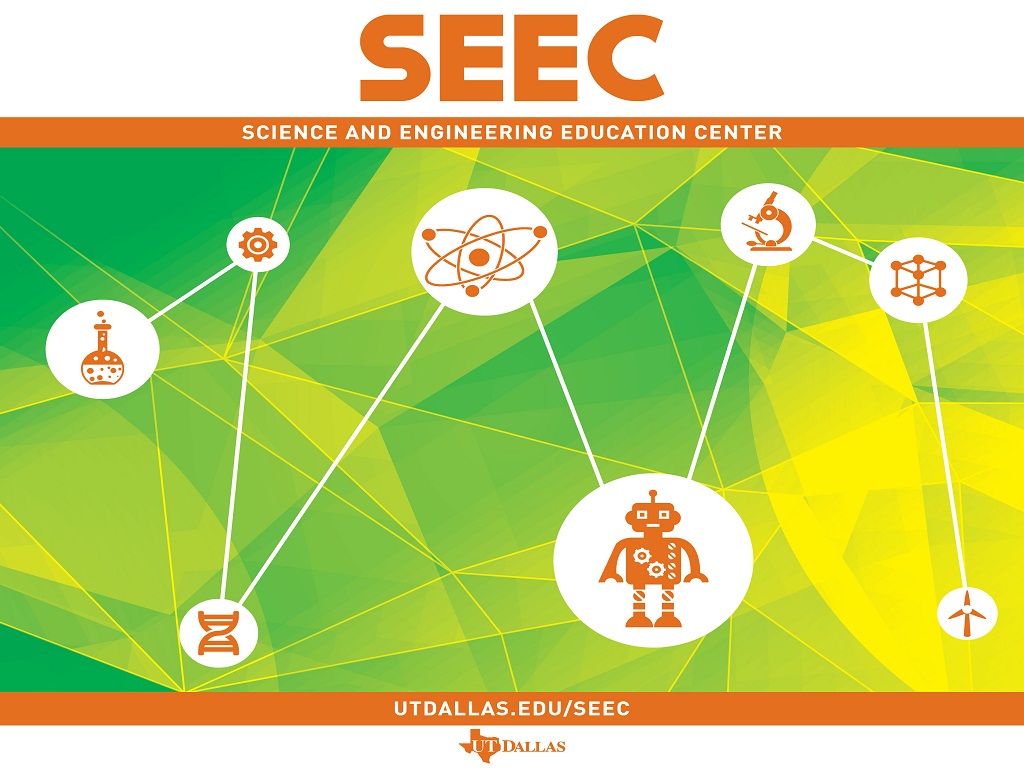 SEEC
SCIENCE AND ENGINEERING EDUCATION CENTER
UTDALLAS.EDU/SEEC
UT DALLAS